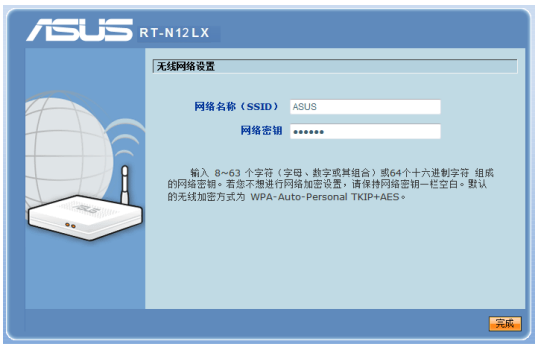 ASUS RT-N12LX
无线网络设置
网络名称（SSID） ASUS
网络密钥 ••••••
输入 8~63 个字符（字母、数字或其组合）或64个十六进制字符 组成
的网络密钥。若您不想进行网络加密设置，请保持网络密钥一栏空白。默认
的无线加密方式为 WPA-Auto-Personal TKIP+AES。
ASUS
完成